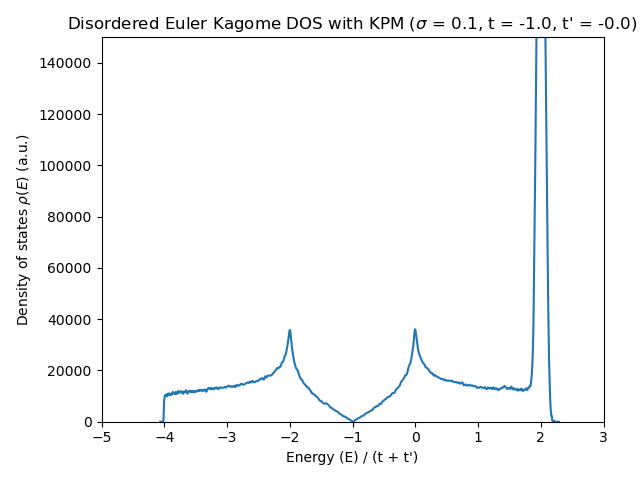 Disordered Euler Kagome DOS with KPM (σ = 0.1, t = -1.0, t' = -0.0)
Density of states ρ(E) (a.u.)
140000
120000
100000
80000
60000
40000
20000
0
−5 −4 −3 −2 −1 0 1 2 3
Energy (E) / (t + t')